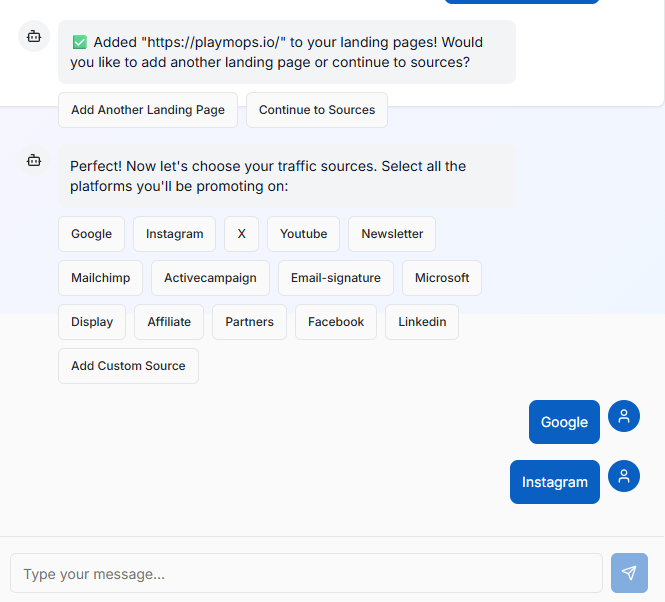 ✅ Added "https://playmops.io/" to your landing pages! Would
you like to add another landing page or continue to sources?
Add Another Landing Page
Continue to Sources
Perfect! Now let's choose your traffic sources. Select all the
platforms you'll be promoting on:
Google
Instagram
X
Youtube
Newsletter
Mailchimp
Activecampaign
Email-signature
Microsoft
Display
Affiliate
Partners
Facebook
Linkedin
Add Custom Source
Google
Instagram
Type your message...